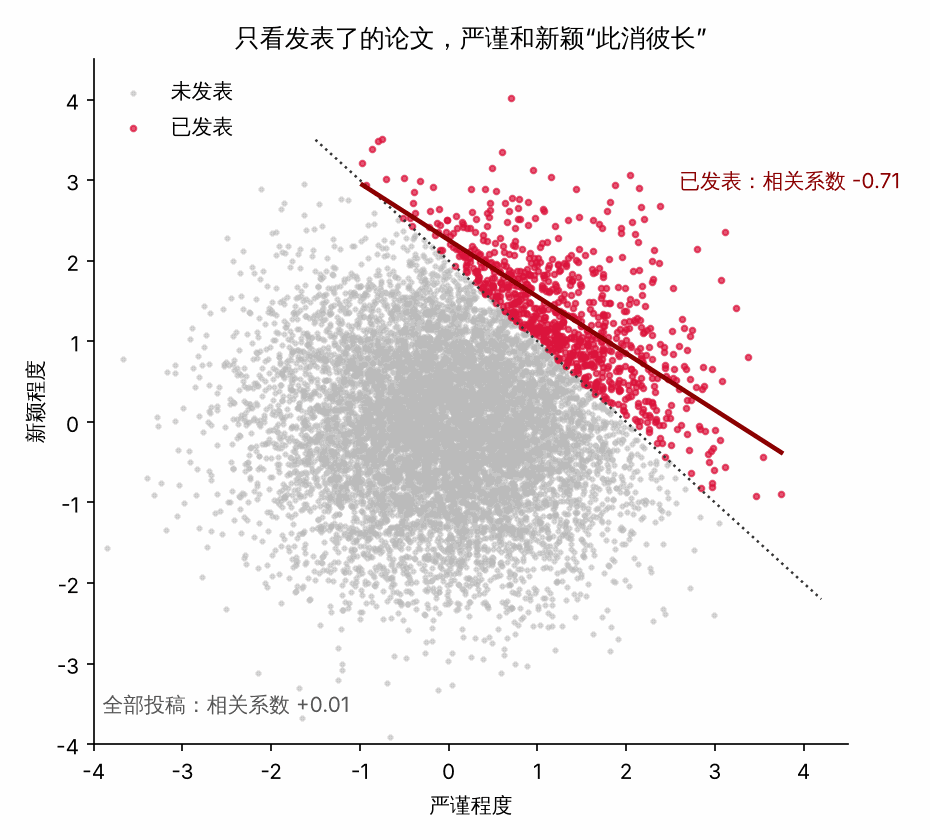 只看发表了的论文，严谨和新颖“此消彼长”
未发表
已发表
已发表：相关系数 -0.71
全部投稿：相关系数 +0.01
新颖程度
4
3
2
1
0
-1
-2
-3
-4
-4
-3
-2
-1
0
1
2
3
4
严谨程度